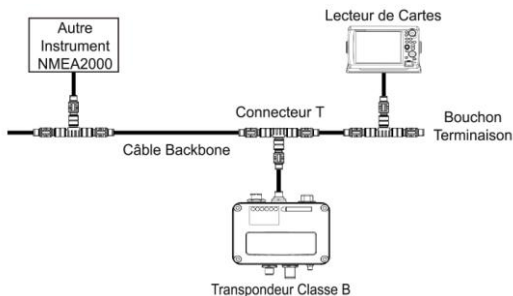 Autre
Instrument
NMEA2000
Lecteur de Cartes
Connecteur T
Bouchon
Terminaison
Câble Backbone
Transpondeur Classe B